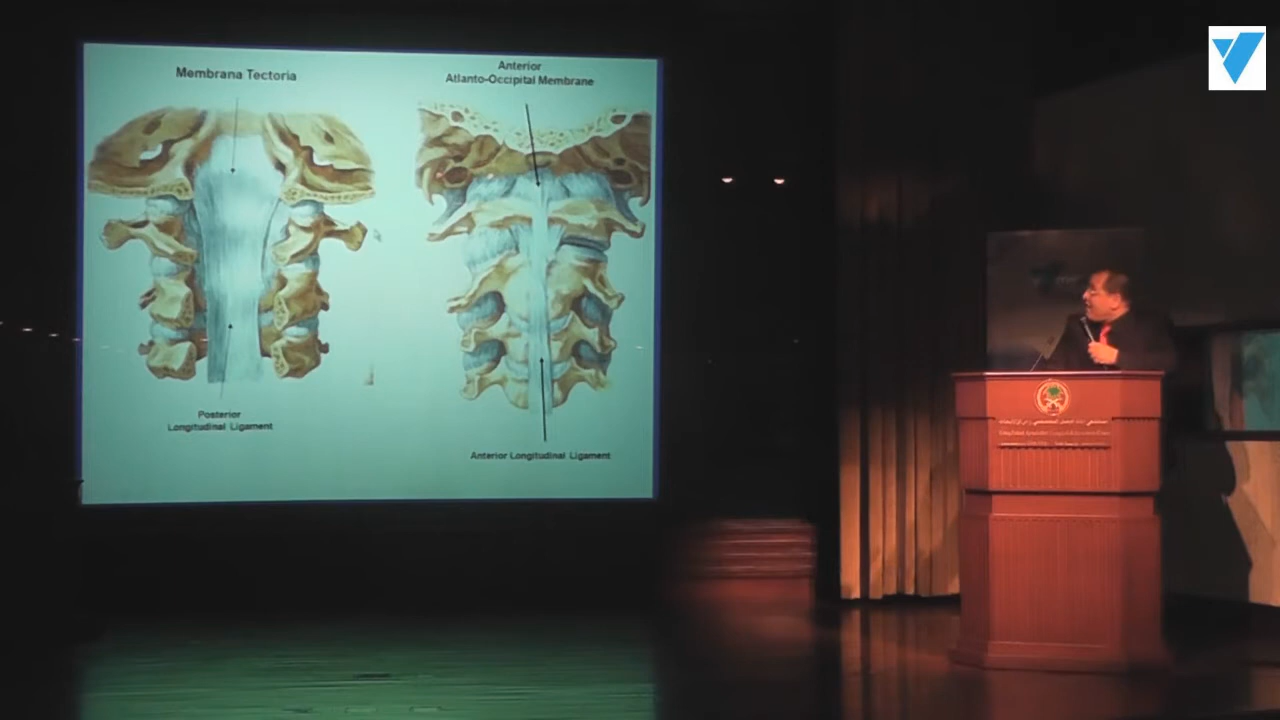 Membrana Tectoria
Anterior
Atlanto-Occipital Membrane
Posterior
Longitudinal Ligament
Anterior Longitudinal Ligament